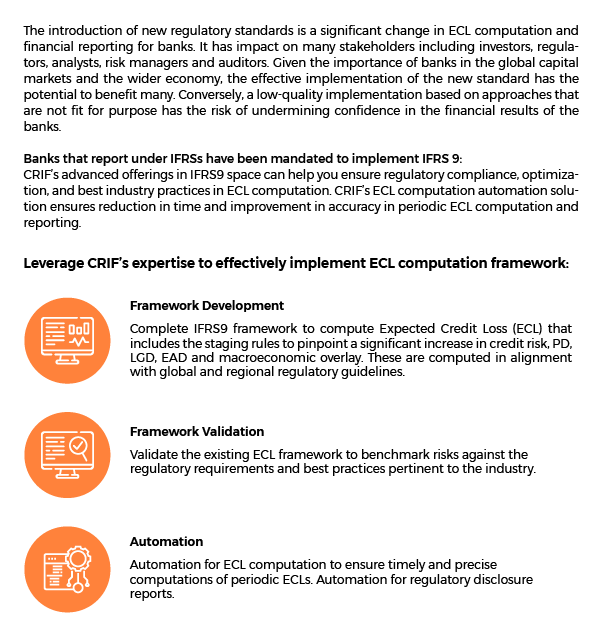 The introduction of new regulatory standards is a significant change in ECL computation and
financial reporting for banks. It has impact on many stakeholders including investors, regula-
tors, analysts, risk managers and auditors. Given the importance of banks in the global capital
markets and the wider economy, the effective implementation of the new standard has the
potential to benefit many. Conversely, a low-quality implementation based on approaches that
are not fit for purpose has the risk of undermining confidence in the financial results of the
banks.
Banks that report under IFRSs have been mandated to implement IFRS 9:
CRIF's advanced offerings in IFRS9 space can help you ensure regulatory compliance, optimiza-
tion, and best industry practices in ECL computation. CRIF's ECL computation automation solu-
tion ensures reduction in time and improvement in accuracy in periodic ECL computation and
reporting.
Leverage CRIF's expertise to effectively implement ECL computation framework:
Framework Development
Complete IFRS9 framework to compute Expected Credit Loss (ECL) that
includes the staging rules to pinpoint a significant increase in credit risk, PD,
LGD, EAD and macroeconomic overlay. These are computed in alignment
with global and regional regulatory guidelines.
Framework Validation
Validate the existing ECL framework to benchmark risks against the
regulatory requirements and best practices pertinent to the industry.
Automation
Automation for ECL computation to ensure timely and precise
computations of periodic ECLs. Automation for regulatory disclosure
reports.